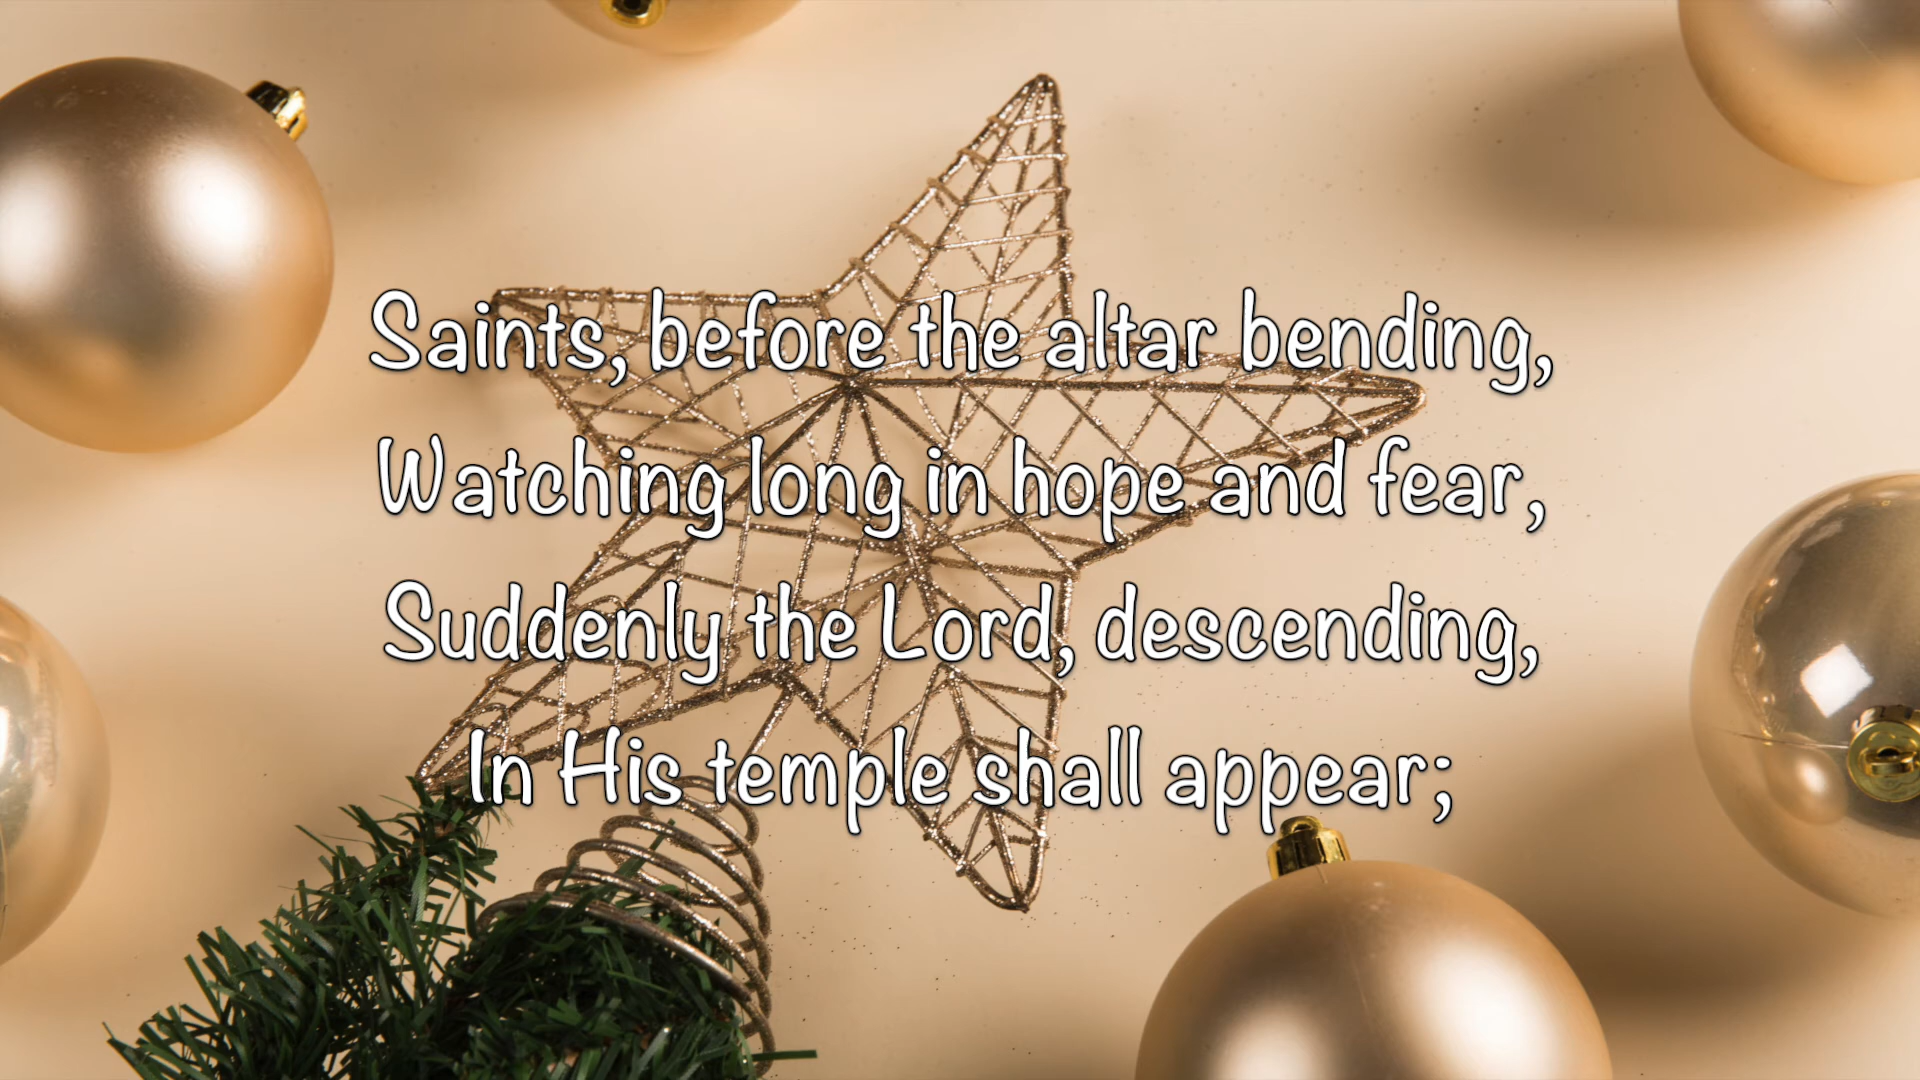 Saints, before the altar bending,
Watching long in hope and fear,
Suddenly the Lord, descending,
In His temple shall appear;